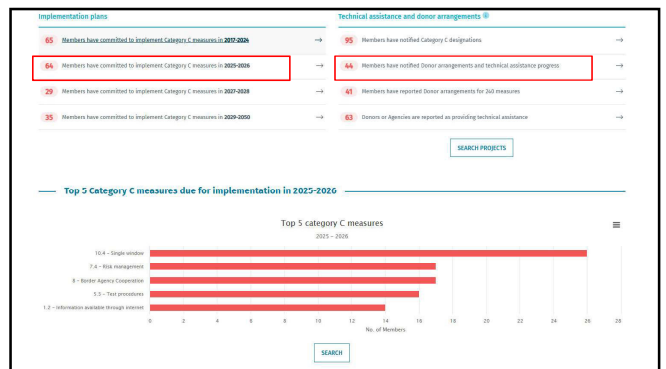 Implementation plans
65 Members have committed to implement Category C measures in 2017-2024 →
64 Members have committed to implement Category C measures in 2025-2026 →
29 Members have committed to implement Category C measures in 2027-2028 →
35 Members have committed to implement Category C measures in 2029-2050 →
Technical assistance and donor arrangements
95 Members have notified Category C designations →
44 Members have notified Donor arrangements and technical assistance progress →
41 Members have reported Donor arrangements for 240 measures →
63 Donors or Agencies are reported as providing technical assistance →
SEARCH PROJECTS
Top 5 Category C measures due for implementation in 2025-2026
Top 5 category C measures
2025 - 2026
10.4 - Single window
7.4 - Risk management
8 - Border Agency Cooperation
5.3 - Test procedures
1.2 - Information available through internet
0 2 4 6 8 10 12 14 16 18 20 22 24 26 28
No. of Members
SEARCH